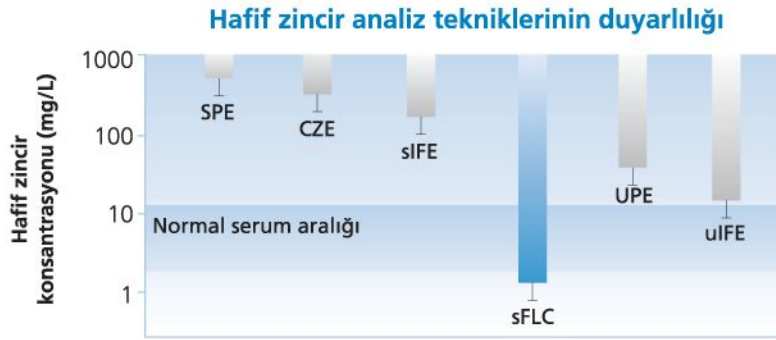 Hafif zincir analiz tekniklerinin duyarlılığı
Hafif zincir
konsantrasyonu (mg/L)
1000
100
10
1
SPE
CZE
sIFE
sFLC
UPE
uIFE
Normal serum aralığı